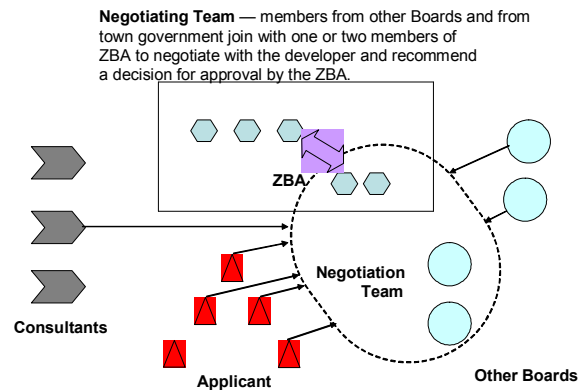 Negotiating Team — members from other Boards and from
town government join with one or two members of
ZBA to negotiate with the developer and recommend
a decision for approval by the ZBA.
ZBA
Negotiation
Team
Consultants
Applicant
Other Boards